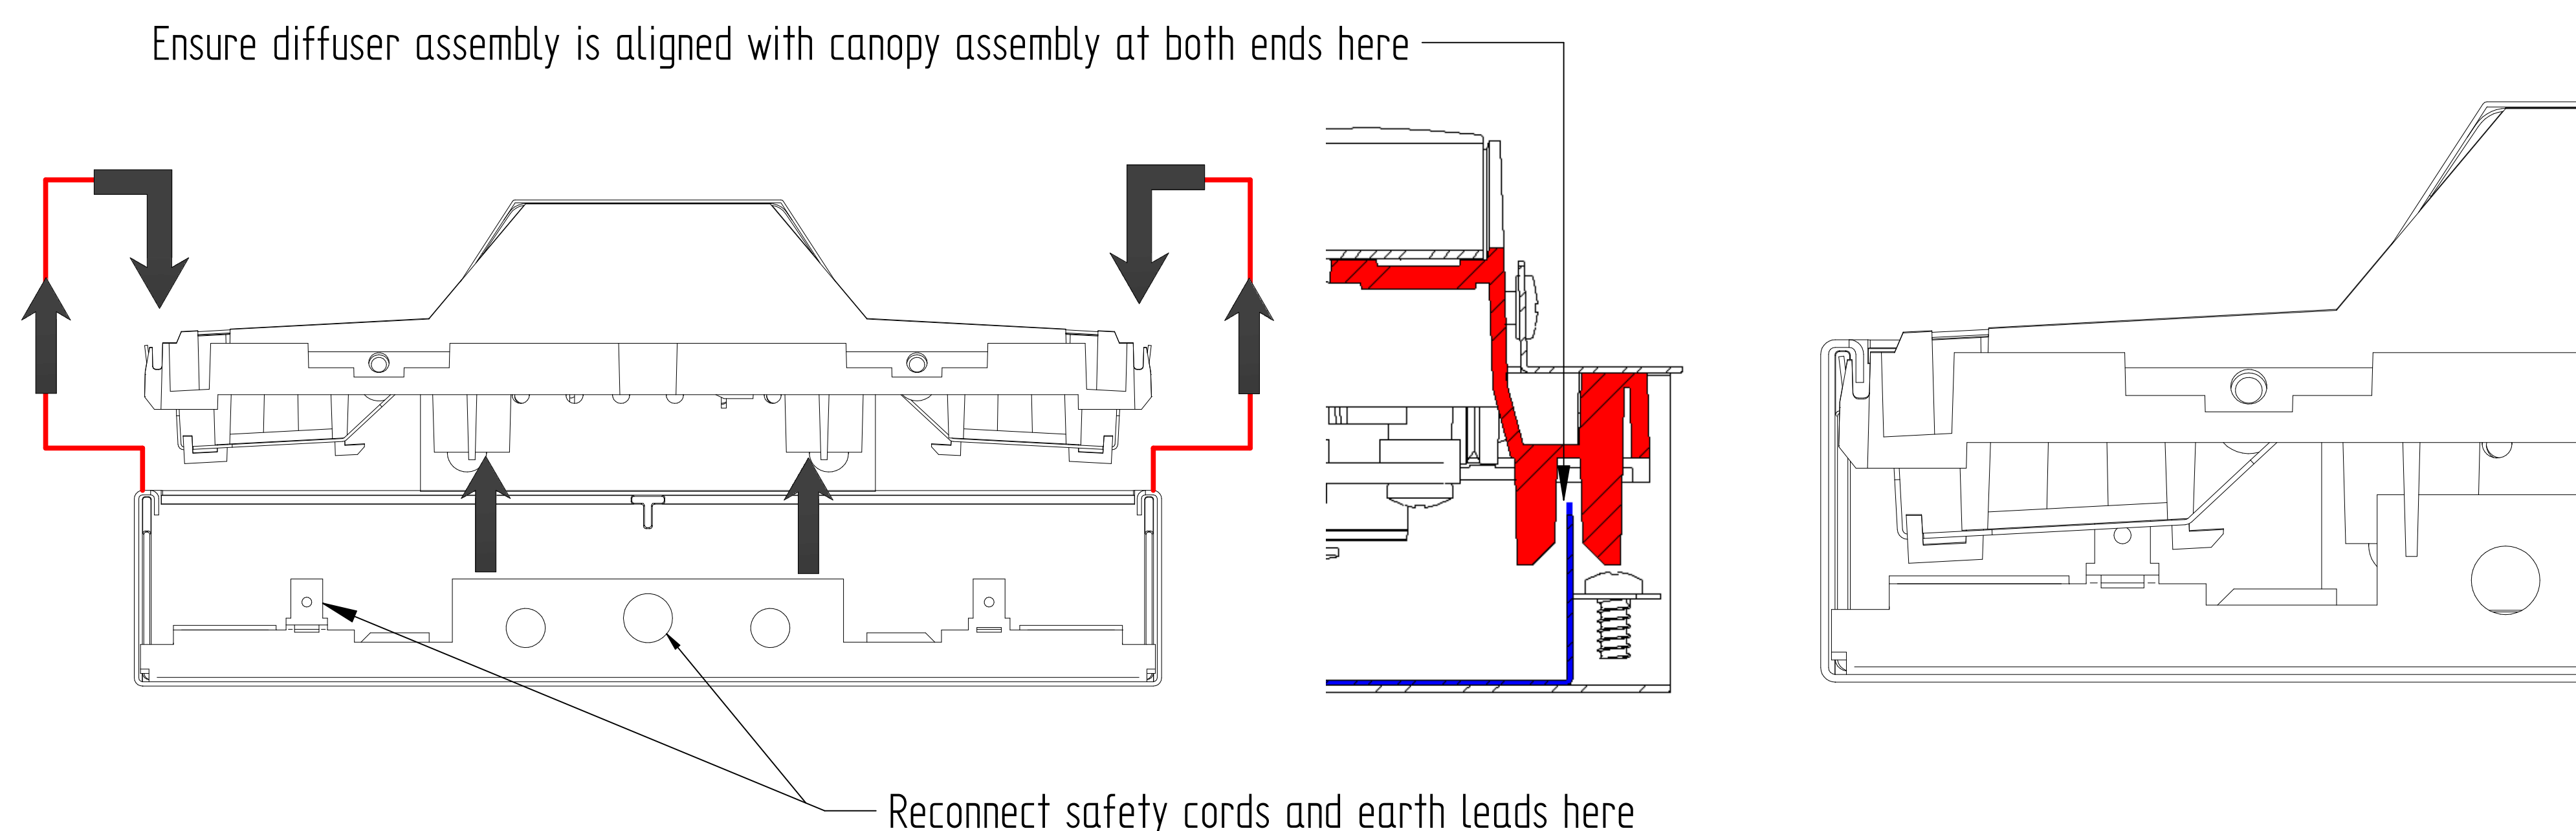 Ensure diffuser assembly is aligned with canopy assembly at both ends here
Reconnect safety cords and earth leads here